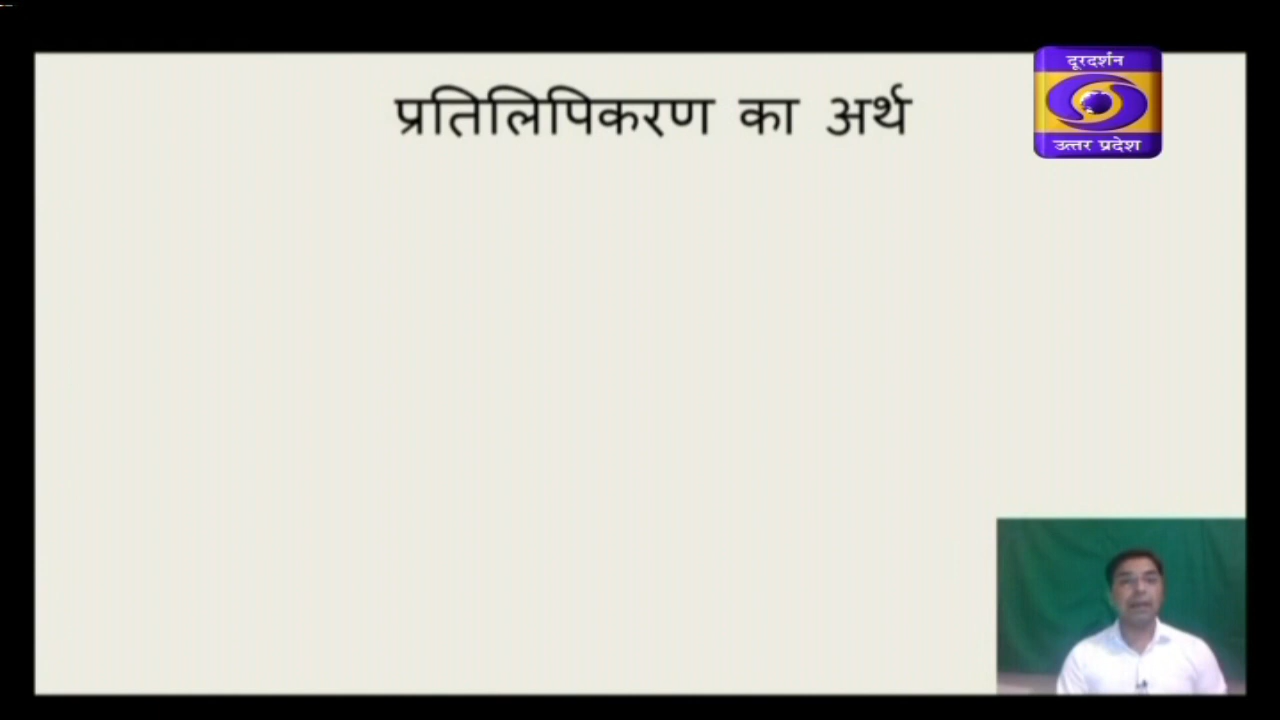 प्रतिलिपिकरण का अर्थ
दूरदर्शन
उत्तर प्रदेश